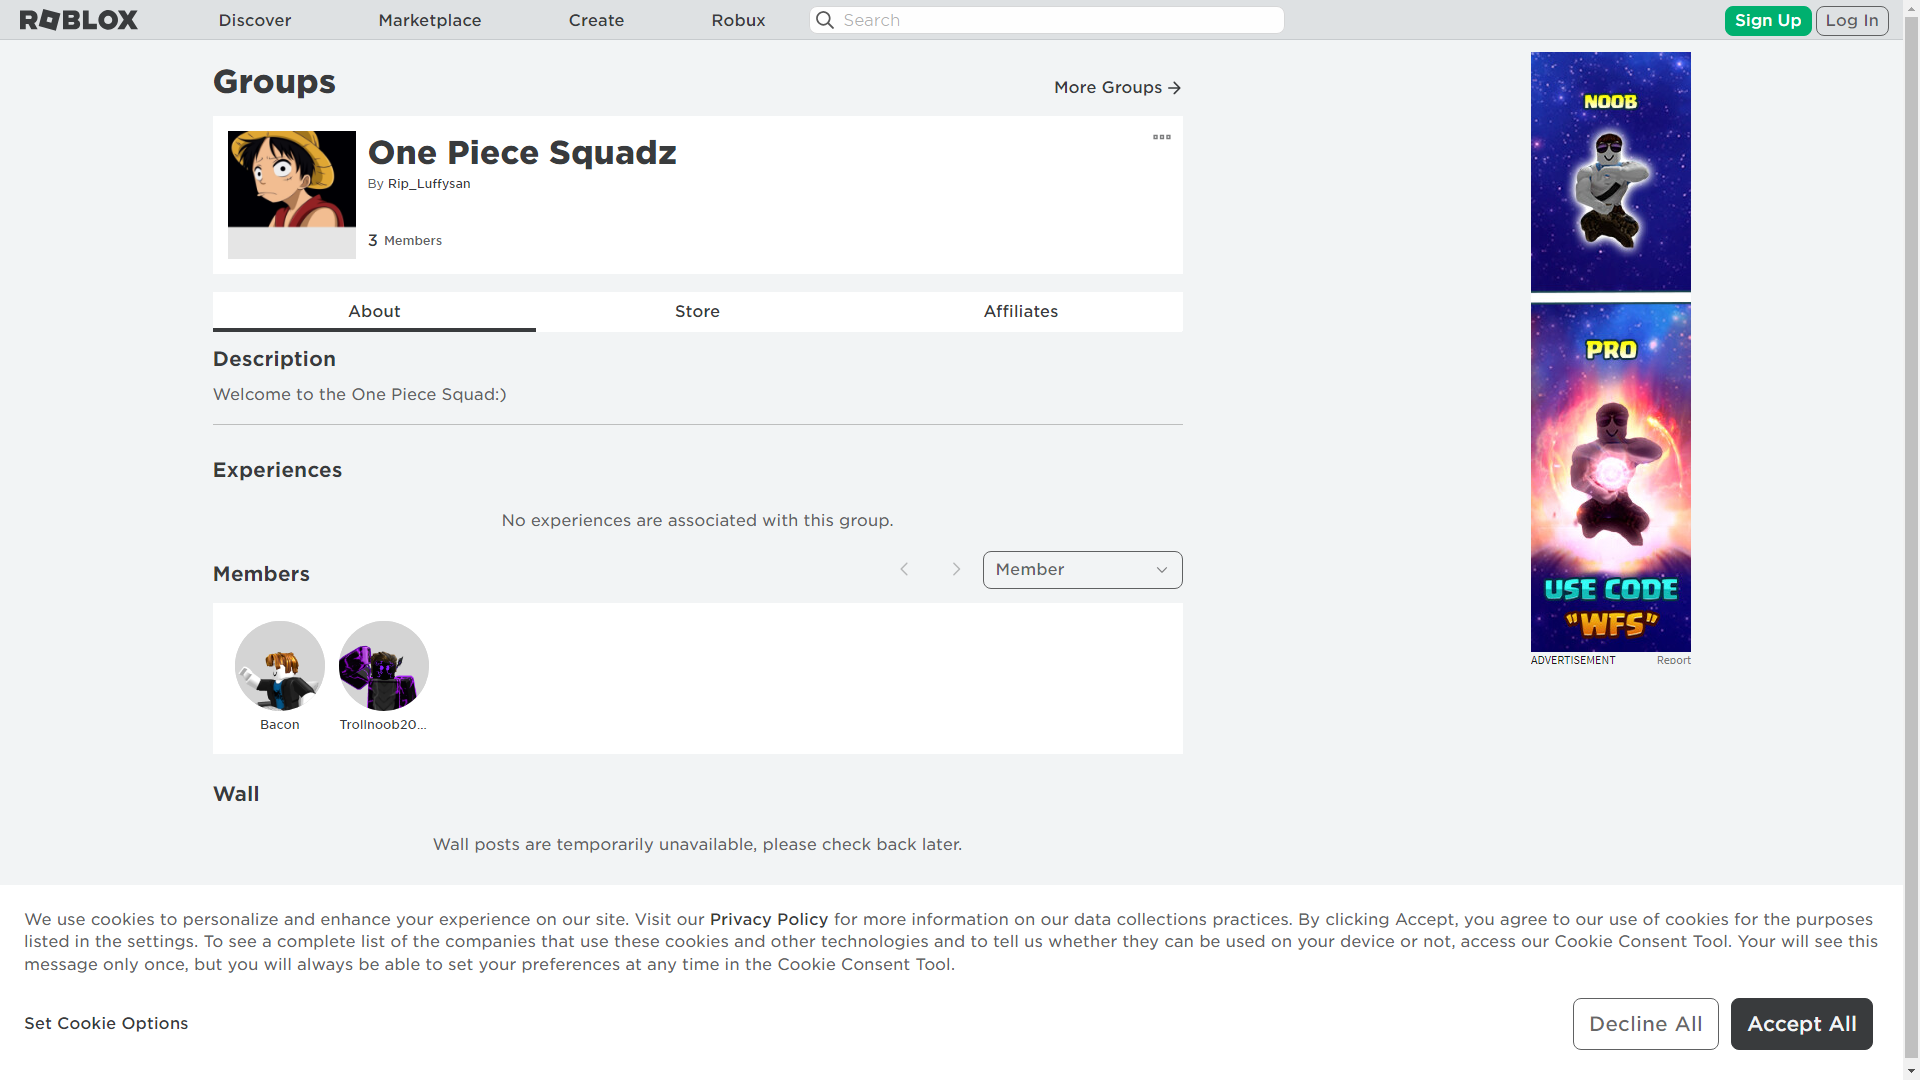 ROBLOX
Discover
Marketplace
Create
Robux
Search
Sign Up
Log In
Groups
More Groups
One Piece Squadz
By Rip_Luffysan
3 Members
About
Store
Affiliates
Description
Welcome to the One Piece Squad:)
Experiences
No experiences are associated with this group.
Members
Member
Bacon
Trollnoob20...
Wall
Wall posts are temporarily unavailable, please check back later.
NOOB
PRO
USE CODE
"WFS"
ADVERTISEMENT
Report
We use cookies to personalize and enhance your experience on our site. Visit our Privacy Policy for more information on our data collections practices. By clicking Accept, you agree to our use of cookies for the purposes
listed in the settings. To see a complete list of the companies that use these cookies and other technologies and to tell us whether they can be used on your device or not, access our Cookie Consent Tool. Your will see this
message only once, but you will always be able to set your preferences at any time in the Cookie Consent Tool.
Set Cookie Options
Decline All
Accept All